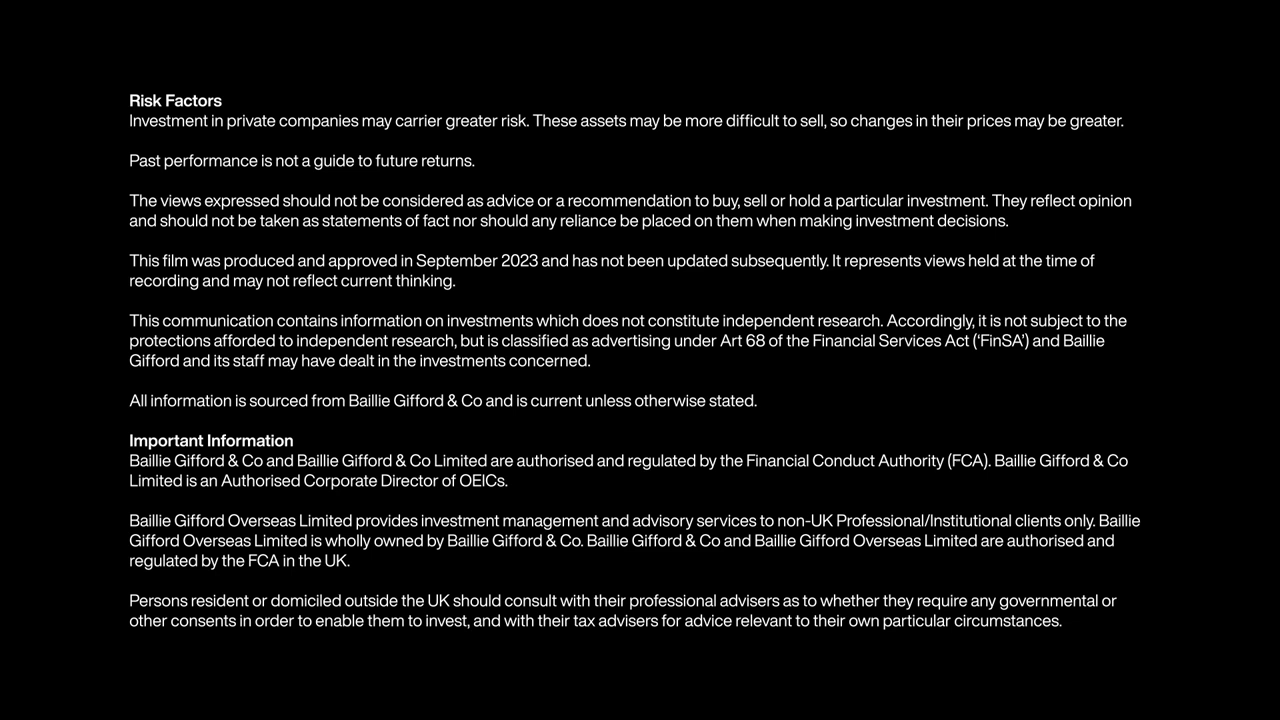 Risk Factors
Investment in private companies may carrier greater risk. These assets may be more difficult to sell, so changes in their prices may be greater.
Past performance is not a guide to future returns.
The views expressed should not be considered as advice or a recommendation to buy, sell or hold a particular investment. They reflect opinion
and should not be taken as statements of fact nor should any reliance be placed on them when making investment decisions.
This film was produced and approved in September 2023 and has not been updated subsequently. It represents views held at the time of
recording and may not reflect current thinking.
This communication contains information on investments which does not constitute independent research. Accordingly, it is not subject to the
protections afforded to independent research, but is classified as advertising under Art 68 of the Financial Services Act (‘FinSA’) and Baillie
Gifford and its staff may have dealt in the investments concerned.
All information is sourced from Baillie Gifford & Co and is current unless otherwise stated.
Important Information
Baillie Gifford & Co and Baillie Gifford & Co Limited are authorised and regulated by the Financial Conduct Authority (FCA). Baillie Gifford & Co
Limited is an Authorised Corporate Director of OEICs.
Baillie Gifford Overseas Limited provides investment management and advisory services to non-UK Professional/Institutional clients only. Baillie
Gifford Overseas Limited is wholly owned by Baillie Gifford & Co. Baillie Gifford & Co and Baillie Gifford Overseas Limited are authorised and
regulated by the FCA in the UK.
Persons resident or domiciled outside the UK should consult with their professional advisers as to whether they require any governmental or
other consents in order to enable them to invest, and with their tax advisers for advice relevant to their own particular circumstances.